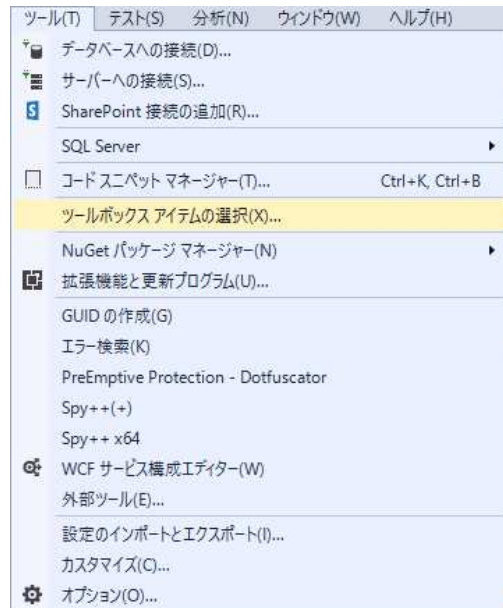 ツール(T) テスト(S) 分析(N) ウィンドウ(W) ヘルプ(H)
データベースへの接続(D)...
サーバーへの接続(S)...
SharePoint 接続の追加(R)...
SQL Server
コード スニペット マネージャー(T)... Ctrl+K, Ctrl+B
ツールボックス アイテムの選択(X)...
NuGet パッケージ マネージャー(N)
拡張機能と更新プログラム(U)...
GUID の作成(G)
エラー検索(K)
PreEmptive Protection - Dotfuscator
Spy++(+)
Spy++ x64
WCF サービス構成エディター(W)
外部ツール(E)...
設定のインポートとエクスポート(I)...
カスタマイズ(C)...
オプション(O)...